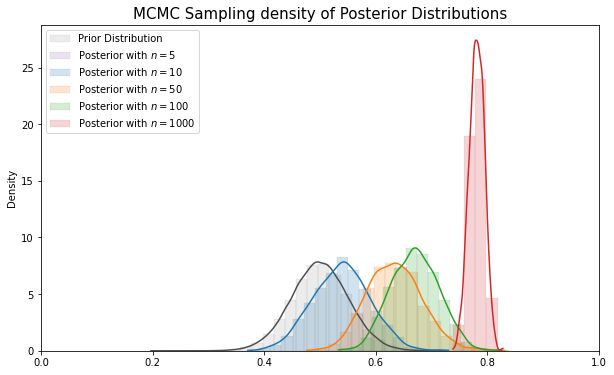 MCMC Sampling density of Posterior Distributions
Prior Distribution
Posterior with n = 5
Posterior with n = 10
Posterior with n = 50
Posterior with n = 100
Posterior with n = 1000
Density
25
20
15
10
5
0
0.0 0.2 0.4 0.6 0.8 1.0